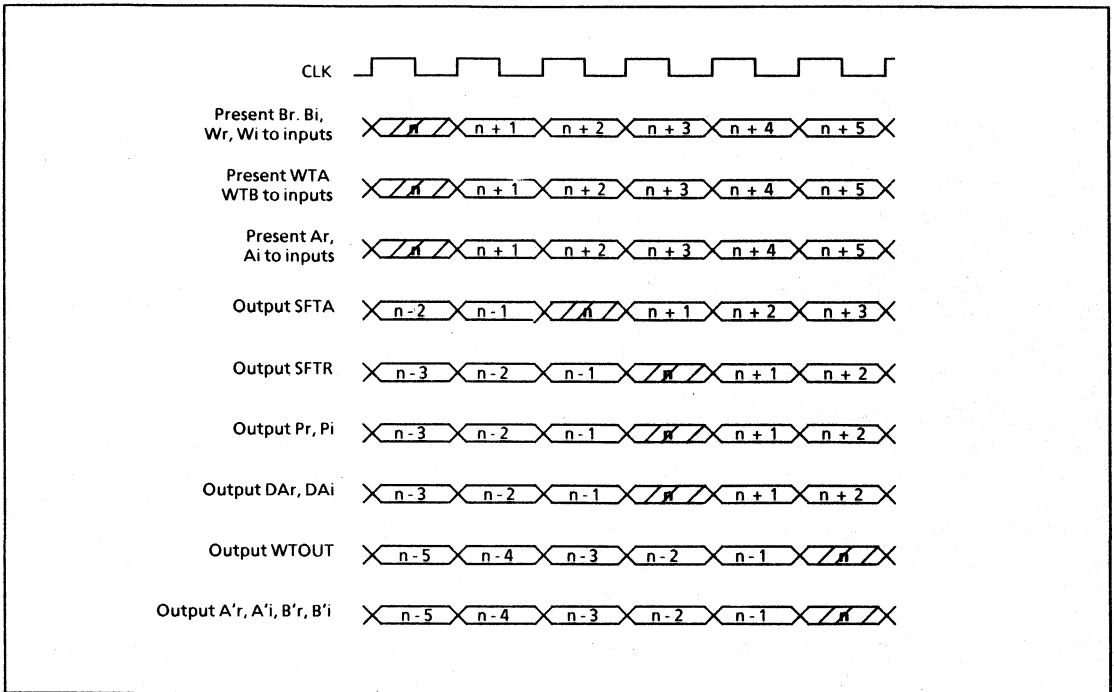 CLK
Present Br. Bi,
Wr, Wi to inputs
n n + 1 n + 2 n + 3 n + 4 n + 5
Present WTA
WTB to inputs
n n + 1 n + 2 n + 3 n + 4 n + 5
Present Ar,
Ai to inputs
n n + 1 n + 2 n + 3 n + 4 n + 5
Output SFTA n-2 n-1 n n + 1 n + 2 n + 3
Output SFTR n-3 n-2 n-1 n n + 1 n + 2
Output Pr, Pi n-3 n-2 n-1 n n + 1 n + 2
Output DAr, DAi n-3 n-2 n-1 n n + 1 n + 2
Output WTOUT n-5 n-4 n-3 n-2 n-1 n
Output A'r, A'i, B'r, B'i n-5 n-4 n-3 n-2 n-1 n